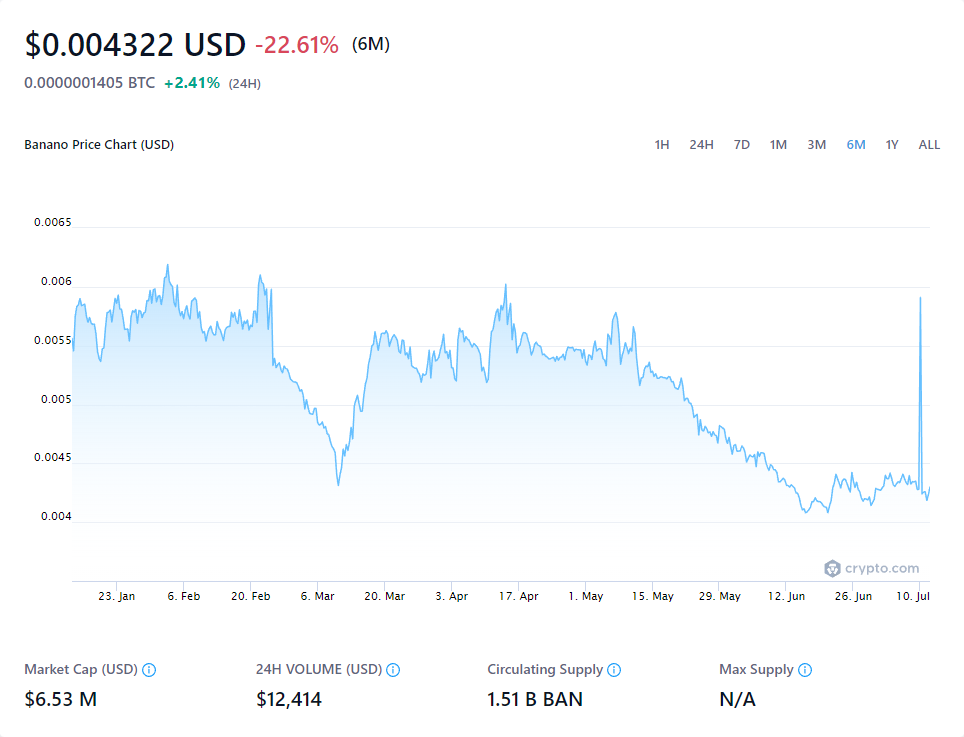 $0.004322 USD -22.61% (6M)
0.0000001405 BTC +2.41% (24H)
Banano Price Chart (USD) 1H 24H 7D 1M 3M 6M 1Y ALL
0.0065
0.006
0.0055
0.005
0.0045
0.004
crypto.com
23. Jan 6. Feb 20. Feb 6. Mar 20. Mar 3. Apr 17. Apr 1. May 15. May 29. May 12. Jun 26. Jun 10. Jul
Market Cap (USD) 24H VOLUME (USD) Circulating Supply Max Supply
$6.53 M $12,414 1.51 B BAN N/A